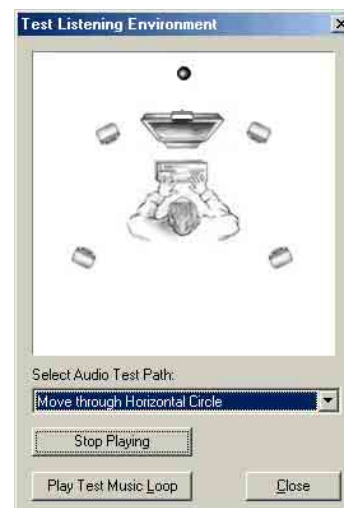 Test Listening Environment
Select Audio Test Path:
Move through Horizontal Circle
Stop Playing
Play Test Music Loop
Close